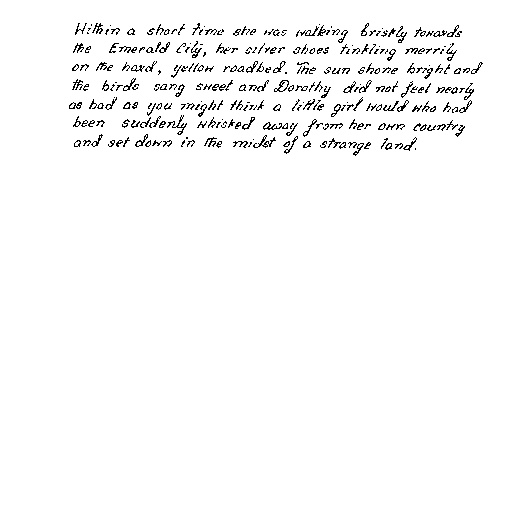 Within a short time she was walking briskly towards
the Emerald City, her silver shoes tinkling merrily
on the hard, yellow roadbed. The sun shone bright and
the birds sang sweet and Dorothy did not feel nearly
as bad as you might think a little girl would who had
been suddenly whisked away from her own country
and set down in the midst of a strange land.